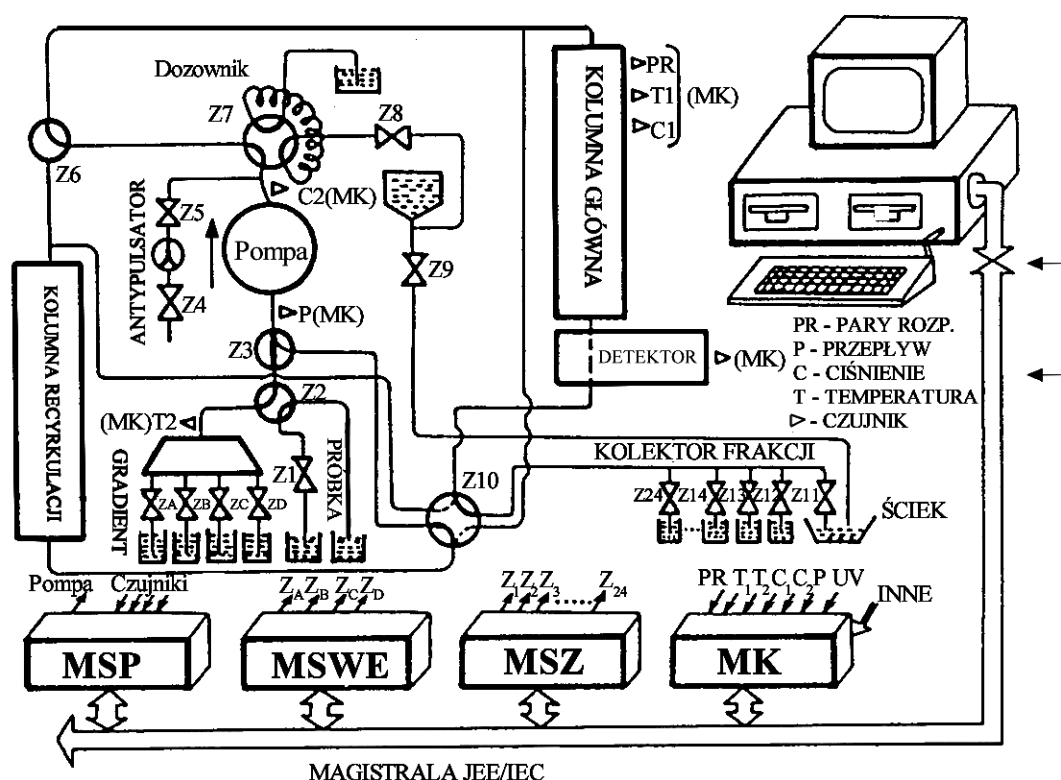 Dozownik
Z7
Z8
Z6
KOLUMNA GŁÓWNA
PR
T1 (MK)
C1
C2(MK)
Z5
ANTYPULSATOR
Pompa
Z9
Z4
P(MK)
KOLUMNA RECYRKULACJI
Z3
DETEKTOR
(MK)
PR - PARY ROZP.
P - PRZEPŁYW
C - CIŚNIENIE
T - TEMPERATURA
- CZUJNIK
Z2
(MK)T2
GRADIENT
Z1
PROBKA
ZA ZB ZC ZD
Z10
KOLEKTOR FRAKCJI
Z24 Z14 Z13 Z12 Z11
ŚCIEK
Pompa Czujniki
ZA ZB ZC ZD
Z1 Z2 Z3 ........ Z24
PR T1 T2 C1 C2 P UV
INNE
MSP
MSWE
MSZ
MK
MAGISTRALA JEE/IEC